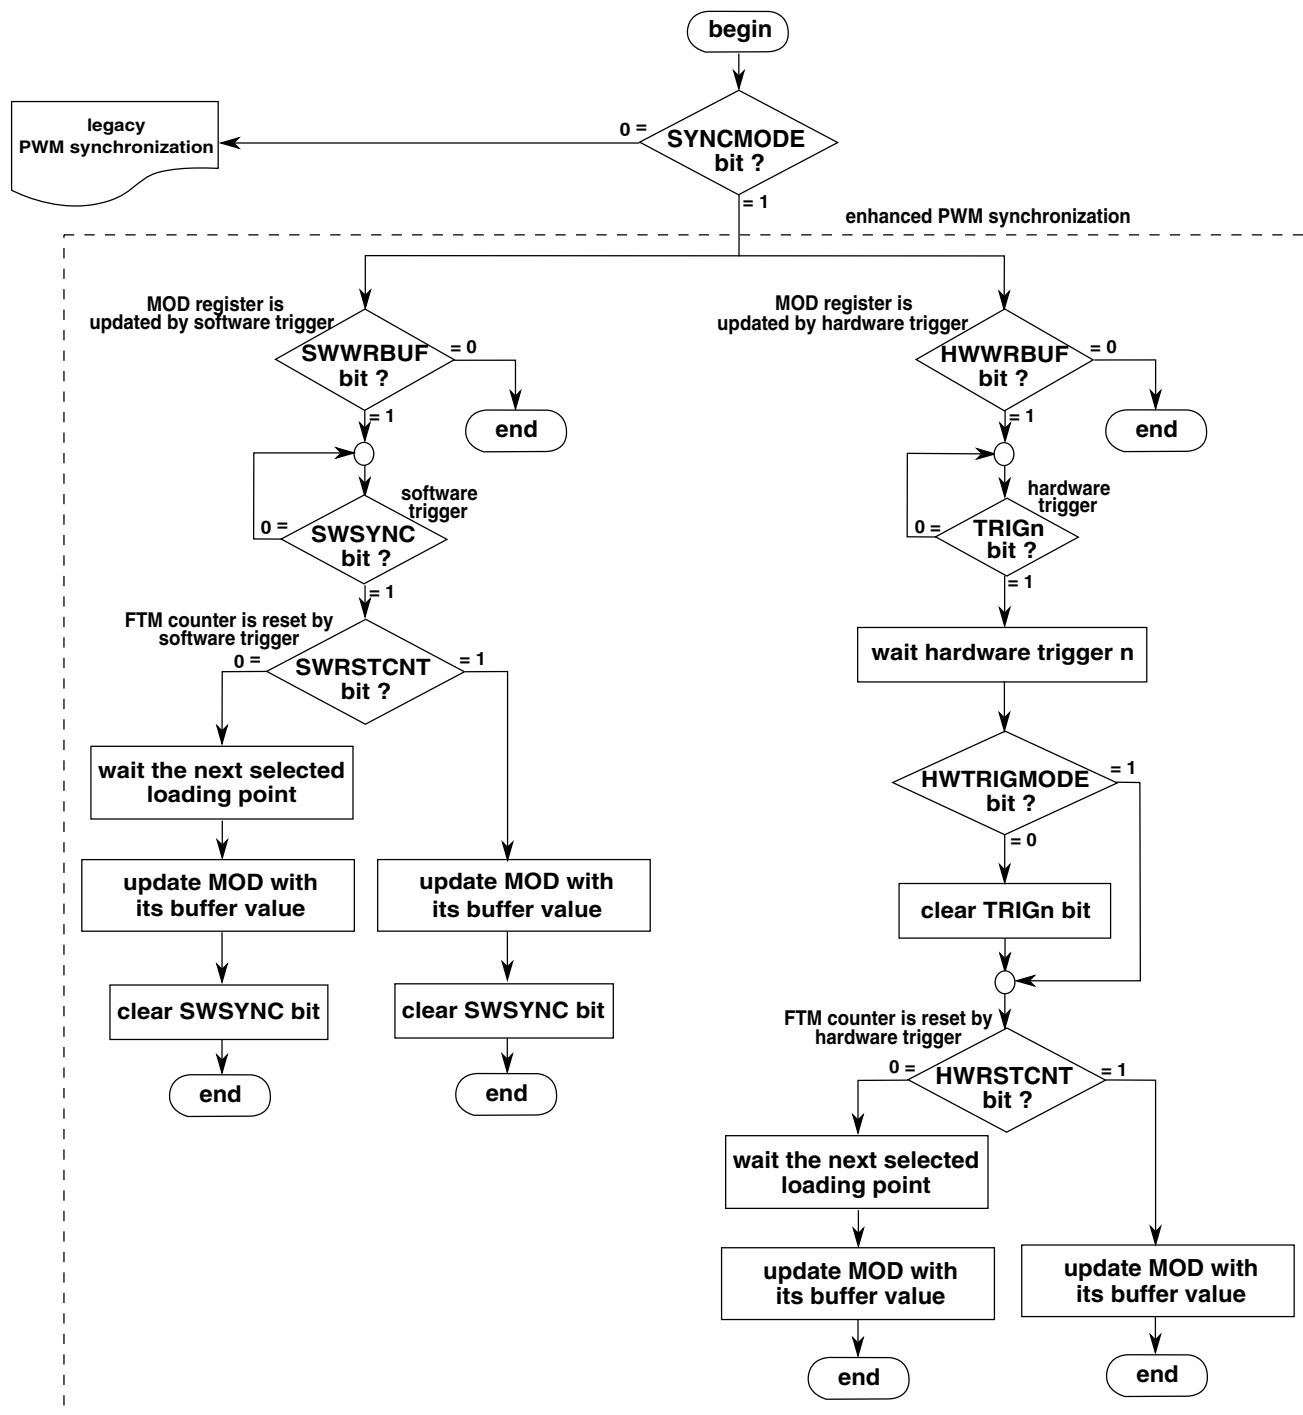 begin
SYNCMODE
bit ?
0 =
= 1
legacy
PWM synchronization
enhanced PWM synchronization
MOD register is
updated by software trigger
SWWRBUF
bit ?
= 0
= 1
end
software
trigger
SWSYNC
bit ?
0 =
= 1
FTM counter is reset by
software trigger
SWRSTCNT
bit ?
0 =
= 1
wait the next selected
loading point
update MOD with
its buffer value
clear SWSYNC bit
end
update MOD with
its buffer value
clear SWSYNC bit
end
MOD register is
updated by hardware trigger
HWWRBUF
bit ?
= 0
= 1
end
hardware
trigger
TRIGn
bit ?
0 =
= 1
wait hardware trigger n
HWTRIGMODE
bit ?
= 1
= 0
clear TRIGn bit
FTM counter is reset by
hardware trigger
HWRSTCNT
bit ?
0 =
= 1
wait the next selected
loading point
update MOD with
its buffer value
end
update MOD with
its buffer value
end